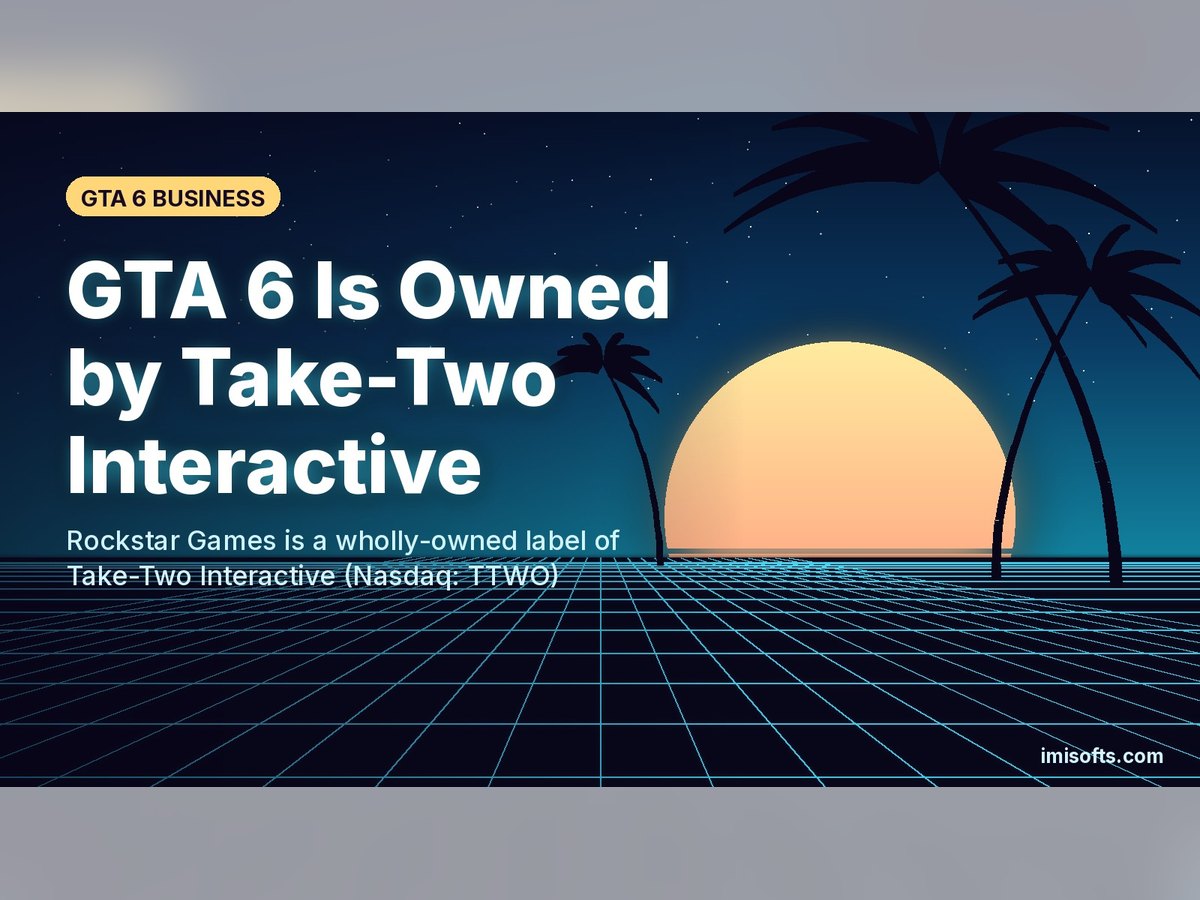 GTA 6 BUSINESS
GTA 6 Is Owned
by Take-Two
Interactive
Rockstar Games is a wholly-owned label of
Take-Two Interactive (Nasdaq: TTWO)
imisofts.com